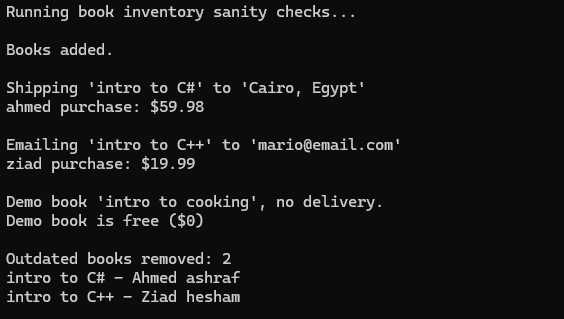 Running book inventory sanity checks...
Books added.
Shipping 'intro to C#' to 'Cairo, Egypt'
ahmed purchase: $59.98
Emailing 'intro to C++' to 'mario@email.com'
ziad purchase: $19.99
Demo book 'intro to cooking', no delivery.
Demo book is free ($0)
Outdated books removed: 2
intro to C# - Ahmed ashraf
intro to C++ - Ziad hesham